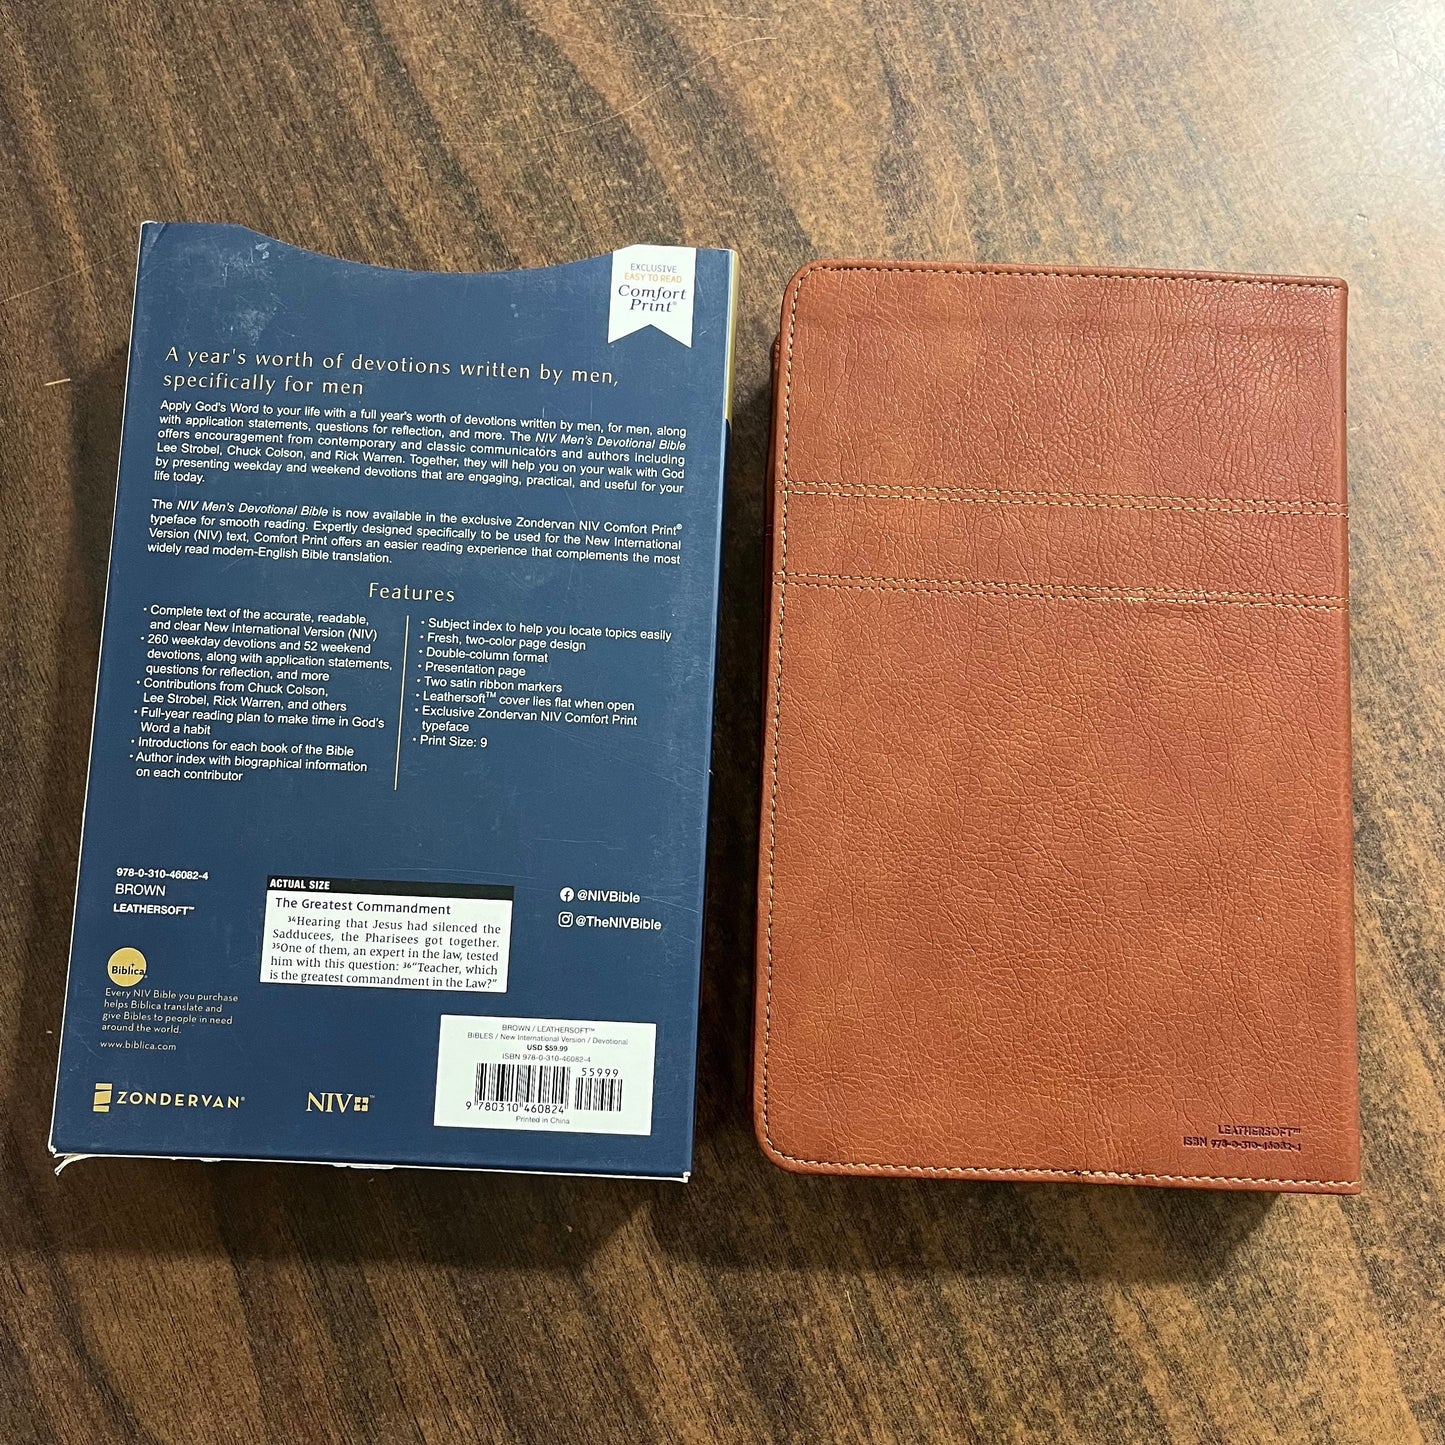 EXCLUSIVE
EASY TO READ
Comfort
Print®
A year's worth of devotions written by men,
specifically for men
Apply God's Word to your life with a full year's worth of devotions written by men, for men, along
with application statements, questions for reflection, and more. The NIV Men's Devotional Bible
offers encouragement from contemporary and classic communicators and authors including
Lee Strobel, Chuck Colson, and Rick Warren. Together, they will help you on your walk with God
by presenting weekday and weekend devotions that are engaging, practical, and useful for your
life today.
The NIV Men's Devotional Bible is now available in the exclusive Zondervan NIV Comfort Print®
typeface for smooth reading. Expertly designed specifically to be used for the New International
Version (NIV) text, Comfort Print offers an easier reading experience that complements the most
widely read modern-English Bible translation.
Features
• Complete text of the accurate, readable,
and clear New International Version (NIV)
• 260 weekday devotions and 52 weekend
devotions, along with application statements,
questions for reflection, and more
• Contributions from Chuck Colson,
Lee Strobel, Rick Warren, and others
• Full-year reading plan to make time in God's
Word a habit
• Introductions for each book of the Bible
• Author index with biographical information
on each contributor
• Subject index to help you locate topics easily
• Fresh, two-color page design
• Double-column format
• Presentation page
• Two satin ribbon markers
• Leathersoft™ cover lies flat when open
• Exclusive Zondervan NIV Comfort Print
typeface
• Print Size: 9
978-0-310-46082-4
BROWN
LEATHERSOFT™
ACTUAL SIZE
The Greatest Commandment
34Hearing that Jesus had silenced the
Sadducees, the Pharisees got together.
35One of them, an expert in the law, tested
him with this question: 36“Teacher, which
is the greatest commandment in the Law?”
@NIVBible
@TheNIVBible
Biblica
Every NIV Bible you purchase
helps Biblica translate and
give Bibles to people in need
around the world.
www.biblica.com
ZONDERVAN®
NIV™
BROWN / LEATHERSOFT™
BIBLES / New International Version / Devotional
USD $59.99
ISBN 978-0-310-46082-4
55999
9 780310 460824
Printed in China
LEATHERSOFT™
ISBN 978-0-310-46082-4